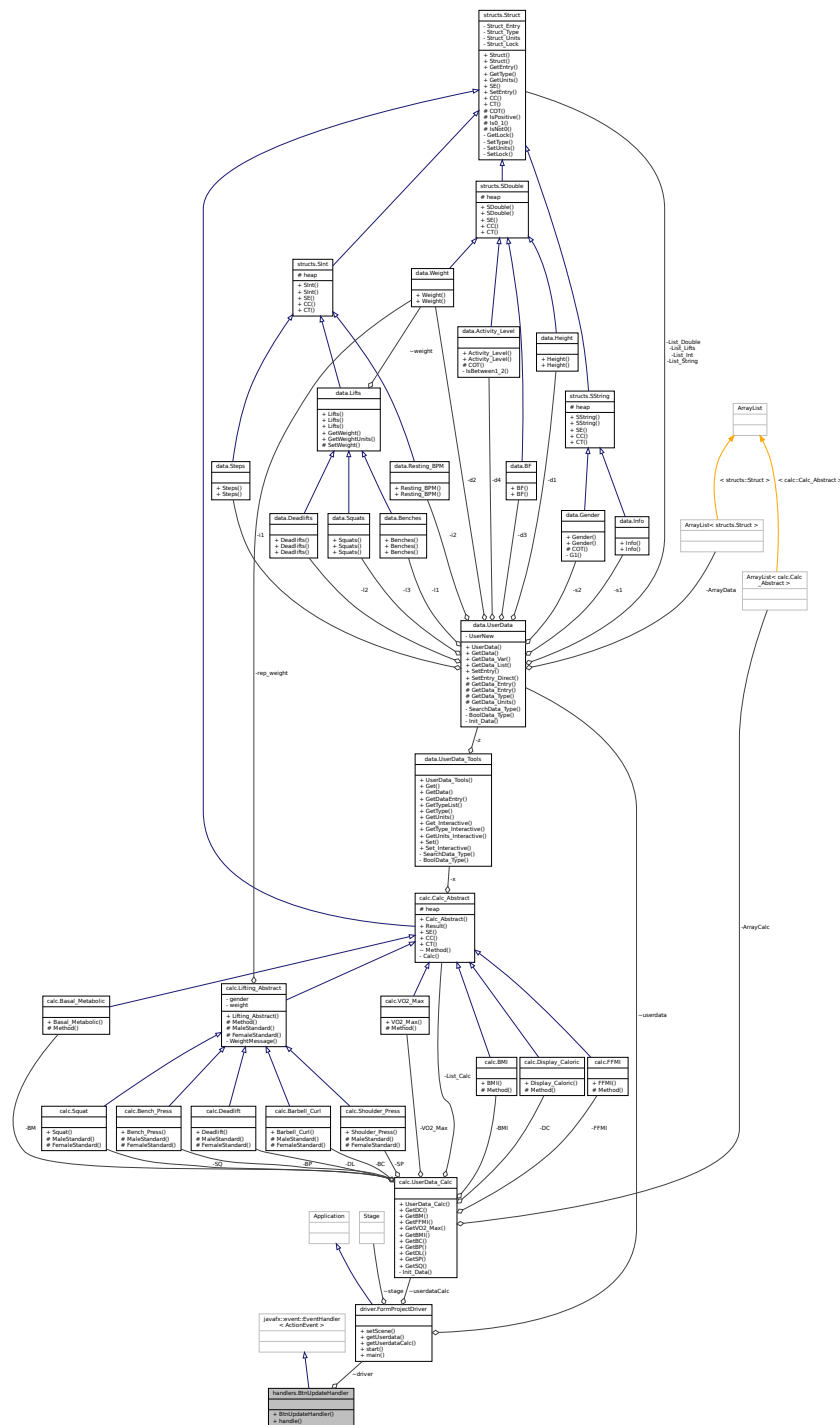 structs.Struct
- Struct_Entry
- Struct_Type
- Struct_Units
- Struct_Lock
+ Struct()
+ Struct()
+ GetEntry()
+ GetType()
+ GetUnits()
+ SE()
+ SetEntry()
+ CC()
+ CT()
# COT()
# IsPositive()
# Is0_1()
# IsNot0()
- GetLock()
- SetType()
- SetUnits()
- SetLock()
structs.SDouble
# heap
+ SDouble()
+ SDouble()
+ SE()
+ CC()
+ CT()
structs.SInt
# heap
+ SInt()
+ SInt()
+ SE()
+ CC()
+ CT()
data.Weight
+ Weight()
+ Weight()
data.Activity_Level
+ Activity_Level()
+ Activity_Level()
# COT()
- IsBetween1_2()
data.Height
+ Height()
+ Height()
-List_Double
-List_Lifts
-List_Int
-List_String
~weight
data.Lifts
+ Lifts()
+ Lifts()
+ Lifts()
+ GetWeight()
+ GetWeightUnits()
# SetWeight()
structs.SString
# heap
+ SString()
+ SString()
+ SE()
+ CC()
+ CT()
ArrayList
data.Steps
+ Steps()
+ Steps()
data.Resting_BPM
+ Resting_BPM()
+ Resting_BPM()
data.BF
+ BF()
+ BF()
-d2
-d4
-d1
< structs::Struct >
< calc::Calc_Abstract >
data.Deadlifts
+ Deadlifts()
+ Deadlifts()
+ Deadlifts()
data.Squats
+ Squats()
+ Squats()
+ Squats()
data.Benches
+ Benches()
+ Benches()
+ Benches()
data.Gender
+ Gender()
+ Gender()
# COT()
- G1()
data.Info
+ Info()
+ Info()
ArrayList< structs.Struct >
-i1
-i2
-d3
ArrayList< calc.Calc
_Abstract >
-l2
-l3
-l1
-s2
-s1
-ArrayData
data.UserData
- UserNew
+ UserData()
+ GetData()
+ GetData_Var()
+ GetData_List()
+ SetEntry()
+ SetEntry_Direct()
# GetData_Entry()
# GetData_Entry()
# GetData_Type()
# GetData_Units()
- SearchData_Type()
- BoolData_Type()
- Init_Data()
-rep_weight
-z
data.UserData_Tools
+ UserData_Tools()
+ Get()
+ GetData()
+ GetDataEntry()
+ GetTypeList()
+ GetType()
+ GetUnits()
+ Get_Interactive()
+ GetType_Interactive()
+ GetUnits_Interactive()
+ Set()
+ Set_Interactive()
- SearchData_Type()
- BoolData_Type()
-x
calc.Calc_Abstract
# heap
+ Calc_Abstract()
+ Result()
+ SE()
+ CC()
+ CT()
~ Method()
- Calc()
-ArrayCalc
calc.Basal_Metabolic
+ Basal_Metabolic()
# Method()
calc.Lifting_Abstract
- gender
- weight
+ Lifting_Abstract()
# Method()
# MaleStandard()
# FemaleStandard()
- WeightMessage()
calc.VO2_Max
+ VO2_Max()
# Method()
~userdata
-List_Calc
calc.BMI
+ BMI()
# Method()
calc.Display_Caloric
+ Display_Caloric()
# Method()
calc.FFMI
+ FFMI()
# Method()
calc.Squat
+ Squat()
# MaleStandard()
# FemaleStandard()
calc.Bench_Press
+ Bench_Press()
# MaleStandard()
# FemaleStandard()
calc.Deadlift
+ Deadlift()
# MaleStandard()
# FemaleStandard()
calc.Barbell_Curl
+ Barbell_Curl()
# MaleStandard()
# FemaleStandard()
calc.Shoulder_Press
+ Shoulder_Press()
# MaleStandard()
# FemaleStandard()
-BM
-VO2_Max
-BMI
-DC
-FFMI
-SQ
-BP
-DL
-BC
-SP
calc.UserData_Calc
+ UserData_Calc()
+ GetDC()
+ GetBM()
+ GetFFMI()
+ GetVO2_Max()
+ GetBMI()
+ GetBC()
+ GetBP()
+ GetDL()
+ GetSP()
+ GetSQ()
- Init_Data()
Application
Stage
~stage
~userdataCalc
driver.FormProjectDriver
+ setScene()
+ getUserdata()
+ getUserdataCalc()
+ start()
+ main()
javafx::event::EventHandler
< ActionEvent >
~driver
handlers.BtnUpdateHandler
+ BtnUpdateHandler()
+ handle()